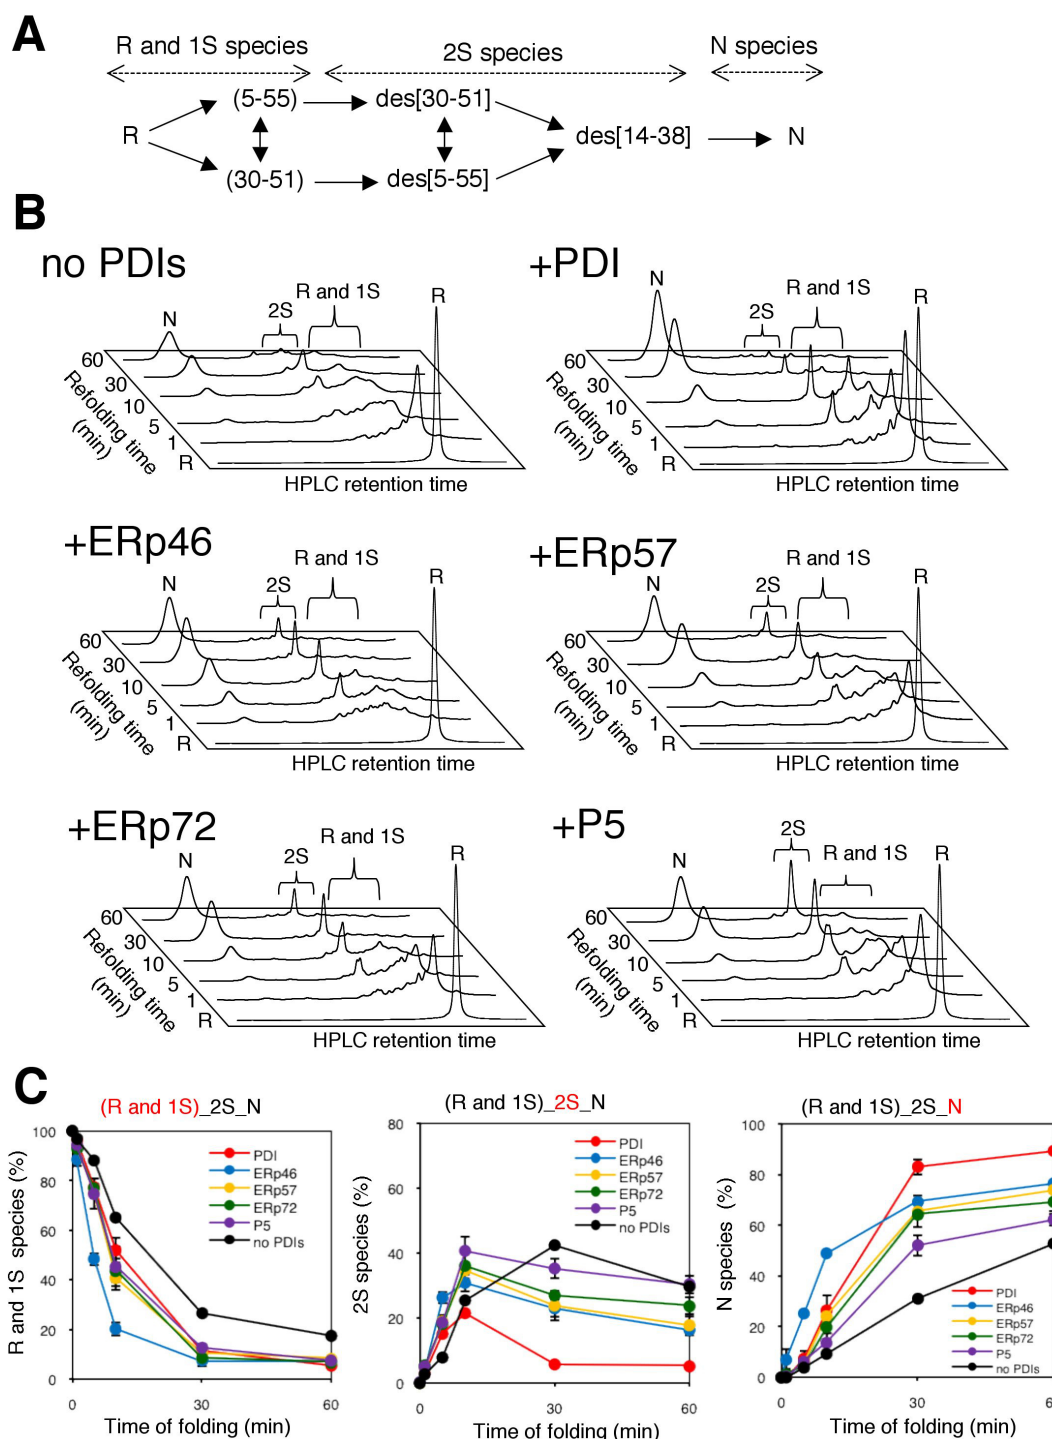 A
R and 1S species
2S species
N species
(5-55)
des[30-51]
R
des[14-38]
N
(30-51)
des[5-55]
B
no PDIs
N
2S
R and 1S
R
60
30
10
5
1
R
Refolding time
(min)
HPLC retention time
+PDI
N
2S
R and 1S
R
60
30
10
5
1
R
Refolding time
(min)
HPLC retention time
+ERp46
N
2S
R and 1S
R
60
30
10
5
1
R
Refolding time
(min)
HPLC retention time
+ERp57
N
2S
R and 1S
R
60
30
10
5
1
R
Refolding time
(min)
HPLC retention time
+ERp72
N
2S
R and 1S
R
60
30
10
5
1
R
Refolding time
(min)
HPLC retention time
+P5
N
2S
R and 1S
R
60
30
10
5
1
R
Refolding time
(min)
HPLC retention time
C
(R and 1S)_2S_N
R and 1S species (%)
100
80
60
40
20
0
PDI
ERp46
ERp57
ERp72
P5
no PDIs
0
30
60
Time of folding (min)
(R and 1S)_2S_N
2S species (%)
80
60
40
20
0
PDI
ERp46
ERp57
ERp72
P5
no PDIs
0
30
60
Time of folding (min)
(R and 1S)_2S_N
N species (%)
100
80
60
40
20
0
PDI
ERp46
ERp57
ERp72
P5
no PDIs
0
30
60
Time of folding (min)